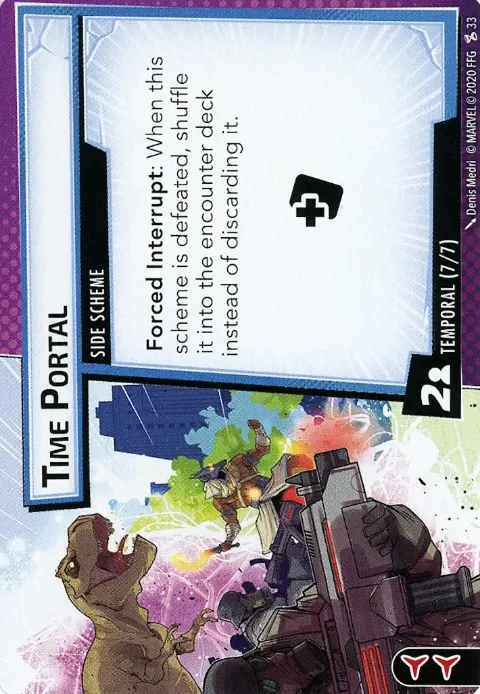 TIME PORTAL
SIDE SCHEME
Forced Interrupt: When this
scheme is defeated, shuffle
it into the encounter deck
instead of discarding it.
2
TEMPORAL (7/7)
Denis Medri © MARVEL © 2020 FFG 33